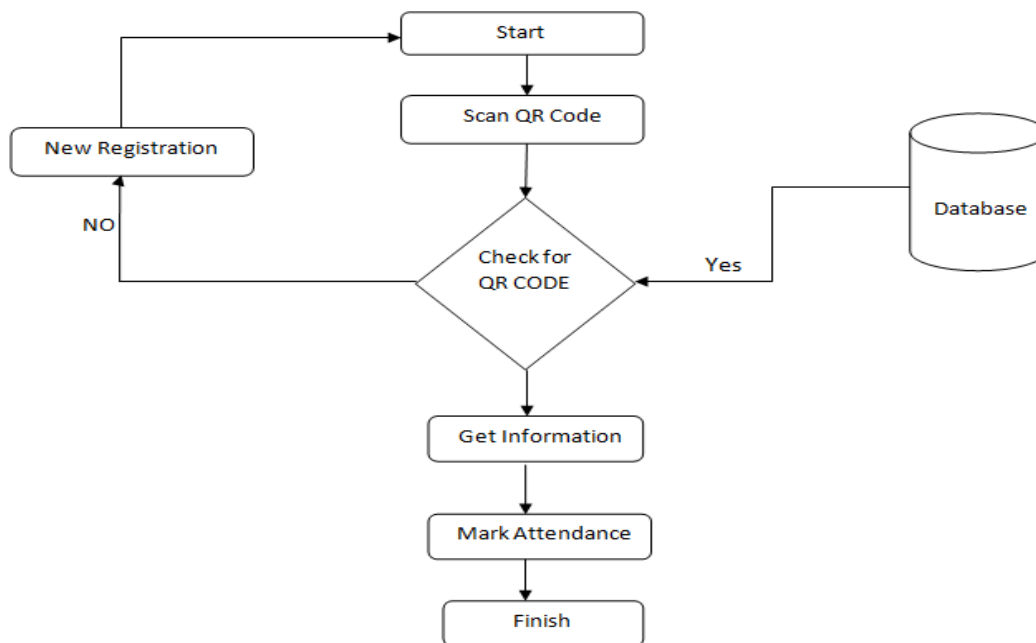 Start
Scan QR Code
New Registration
NO
Check for
QR CODE
Yes
Database
Get Information
Mark Attendance
Finish